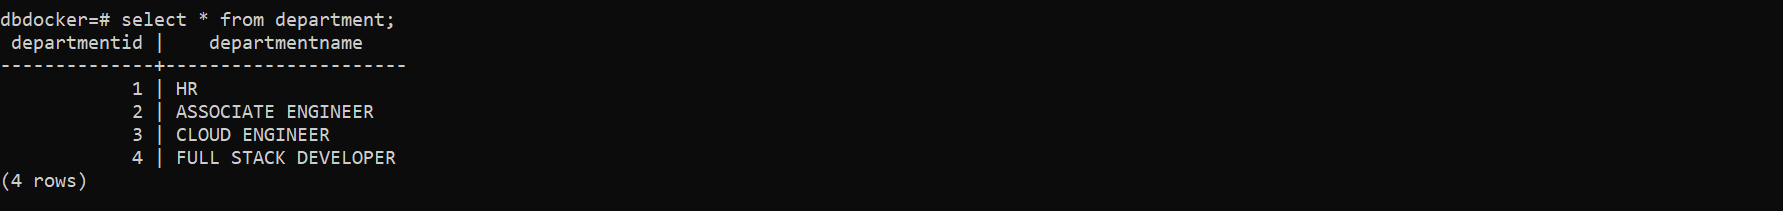 dbdocker=# select * from department;
 departmentid |    departmentname
--------------+----------------------
            1 | HR
            2 | ASSOCIATE ENGINEER
            3 | CLOUD ENGINEER
            4 | FULL STACK DEVELOPER
(4 rows)